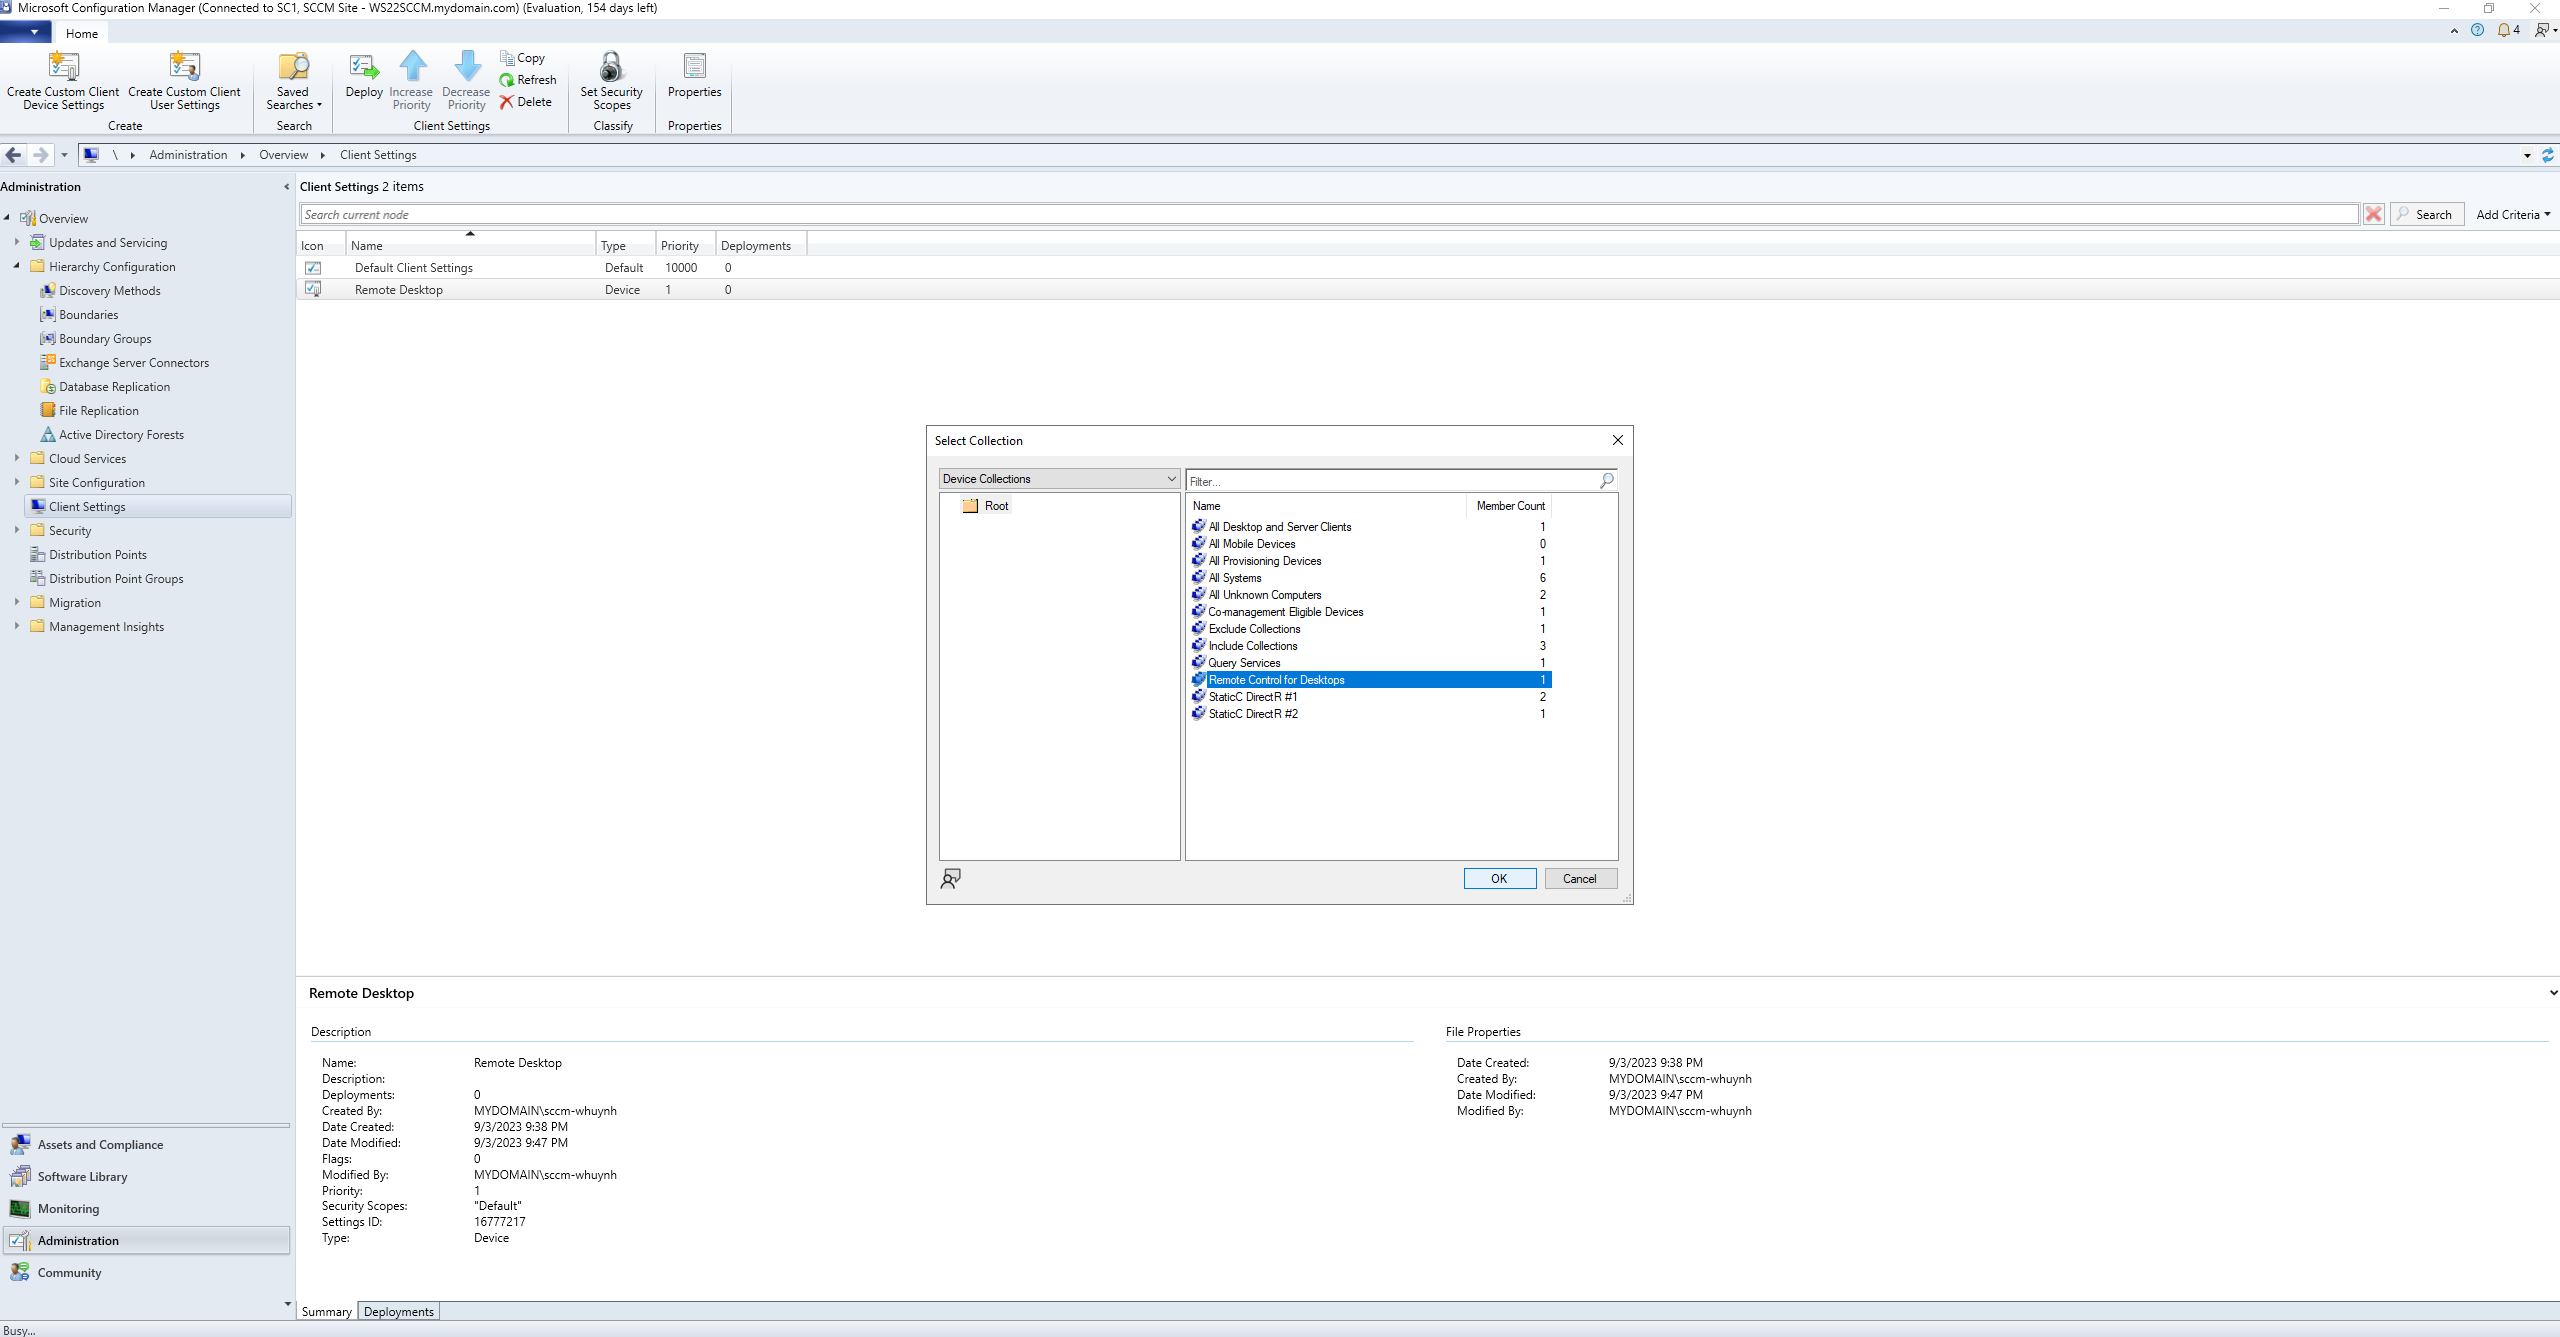 Microsoft Configuration Manager (Connected to SC1, SCCM Site - WS22SCCM.mydomain.com) (Evaluation, 154 days left)
Home
4
Create Custom Client Device Settings
Create Custom Client User Settings
Create
Saved Searches
Search
Deploy
Increase Priority
Decrease Priority
Copy
Refresh
Delete
Client Settings
Set Security Scopes
Classify
Properties
Properties
\ Administration Overview Client Settings
Administration
Overview
Updates and Servicing
Hierarchy Configuration
Discovery Methods
Boundaries
Boundary Groups
Exchange Server Connectors
Database Replication
File Replication
Active Directory Forests
Cloud Services
Site Configuration
Client Settings
Security
Distribution Points
Distribution Point Groups
Migration
Management Insights
Assets and Compliance
Software Library
Monitoring
Administration
Community
Client Settings 2 items
Search current node
Search
Add Criteria
Icon Name Type Priority Deployments
Default Client Settings Default 10000 0
Remote Desktop Device 1 0
Select Collection
Device Collections
Filter...
Root
Name Member Count
All Desktop and Server Clients 1
All Mobile Devices 0
All Provisioning Devices 1
All Systems 6
All Unknown Computers 2
Co-management Eligible Devices 1
Exclude Collections 1
Include Collections 3
Query Services 1
Remote Control for Desktops 1
StaticC DirectR #1 2
StaticC DirectR #2 1
OK
Cancel
Remote Desktop
Description
Name: Remote Desktop
Description:
Deployments: 0
Created By: MYDOMAIN\sccm-whuynh
Date Created: 9/3/2023 9:38 PM
Date Modified: 9/3/2023 9:47 PM
Flags: 0
Modified By: MYDOMAIN\sccm-whuynh
Priority: 1
Security Scopes: "Default"
Settings ID: 16777217
Type: Device
File Properties
Date Created: 9/3/2023 9:38 PM
Created By: MYDOMAIN\sccm-whuynh
Date Modified: 9/3/2023 9:47 PM
Modified By: MYDOMAIN\sccm-whuynh
Summary
Deployments
Busy...